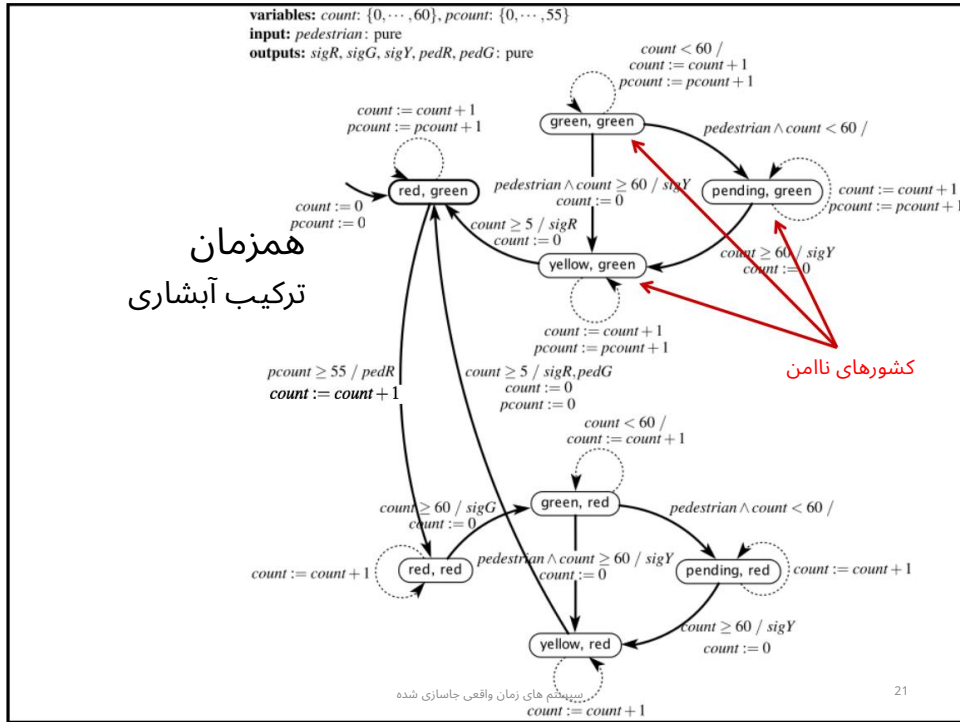 variables: count: {0,⋯,60}, pcount: {0,⋯,55}
input: pedestrian: pure
outputs: sigR, sigG, sigY, pedR, pedG: pure
count < 60 /
count := count + 1
pcount := pcount + 1
count := count + 1
pcount := pcount + 1
green, green
pedestrian ∧ count < 60 /
red, green
pedestrian ∧ count ≥ 60 / sigY
count := 0
pending, green
count := count + 1
pcount := pcount + 1
count := 0
pcount := 0
count ≥ 5 / sigR
count := 0
همزمان
ترکیب آبشاری
yellow, green
count ≥ 60 / sigY
count := 0
count := count + 1
pcount := pcount + 1
کشورهای ناامن
pcount ≥ 55 / pedR
count := count + 1
count ≥ 5 / sigR, pedG
count := 0
pcount := 0
count < 60 /
count := count + 1
green, red
pedestrian ∧ count < 60 /
count ≥ 60 / sigG
count := 0
pedestrian ∧ count ≥ 60 / sigY
count := 0
count := count + 1
red, red
pending, red
count := count + 1
yellow, red
count ≥ 60 / sigY
count := 0
count := count + 1
سیستم های زمان واقعی جاسازی شده
21